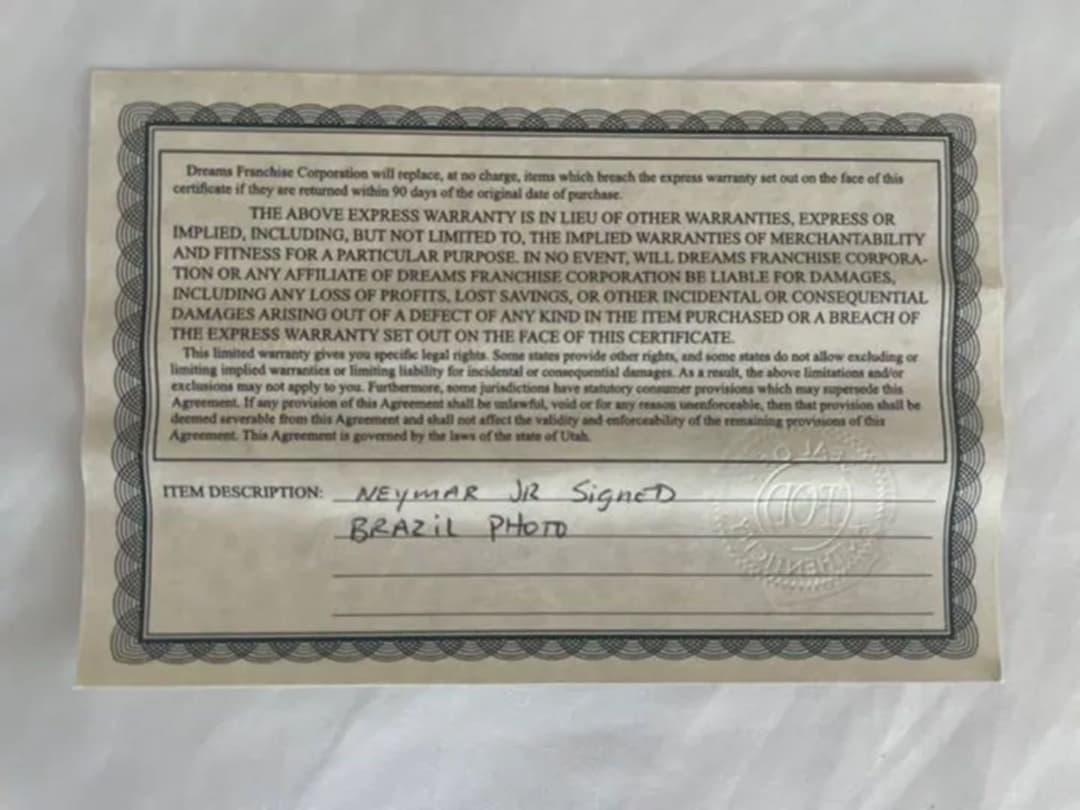 Dreams Franchise Corporation will replace, at no charge, items which breach the express warranty set out on the face of this
certificate if they are returned within 90 days of the original date of purchase.
THE ABOVE EXPRESS WARRANTY IS IN LIEU OF OTHER WARRANTIES, EXPRESS OR
IMPLIED, INCLUDING, BUT NOT LIMITED TO, THE IMPLIED WARRANTIES OF MERCHANTABILITY
AND FITNESS FOR A PARTICULAR PURPOSE. IN NO EVENT, WILL DREAMS FRANCHISE CORPORA-
TION OR ANY AFFILIATE OF DREAMS FRANCHISE CORPORATION BE LIABLE FOR DAMAGES,
INCLUDING ANY LOSS OF PROFITS, LOST SAVINGS, OR OTHER INCIDENTAL OR CONSEQUENTIAL
DAMAGES ARISING OUT OF A DEFECT OF ANY KIND IN THE ITEM PURCHASED OR A BREACH OF
THE EXPRESS WARRANTY SET OUT ON THE FACE OF THIS CERTIFICATE.
This limited warranty gives you specific legal rights. Some states provide other rights, and some states do not allow excluding or
limiting implied warranties or limiting liability for incidental or consequential damages. As a result, the above limitations and/or
exclusions may not apply to you. Furthermore, some jurisdictions have statutory consumer provisions which may supersede this
Agreement. If any provision of this Agreement shall be unlawful, void or for any reason unenforceable, then that provision shall be
deemed severable from this Agreement and shall not affect the validity and enforceability of the remaining provisions of this
Agreement. This Agreement is governed by the laws of the state of Utah.
ITEM DESCRIPTION: NEYMAR JR SigneD
BRAZiL PHOTO